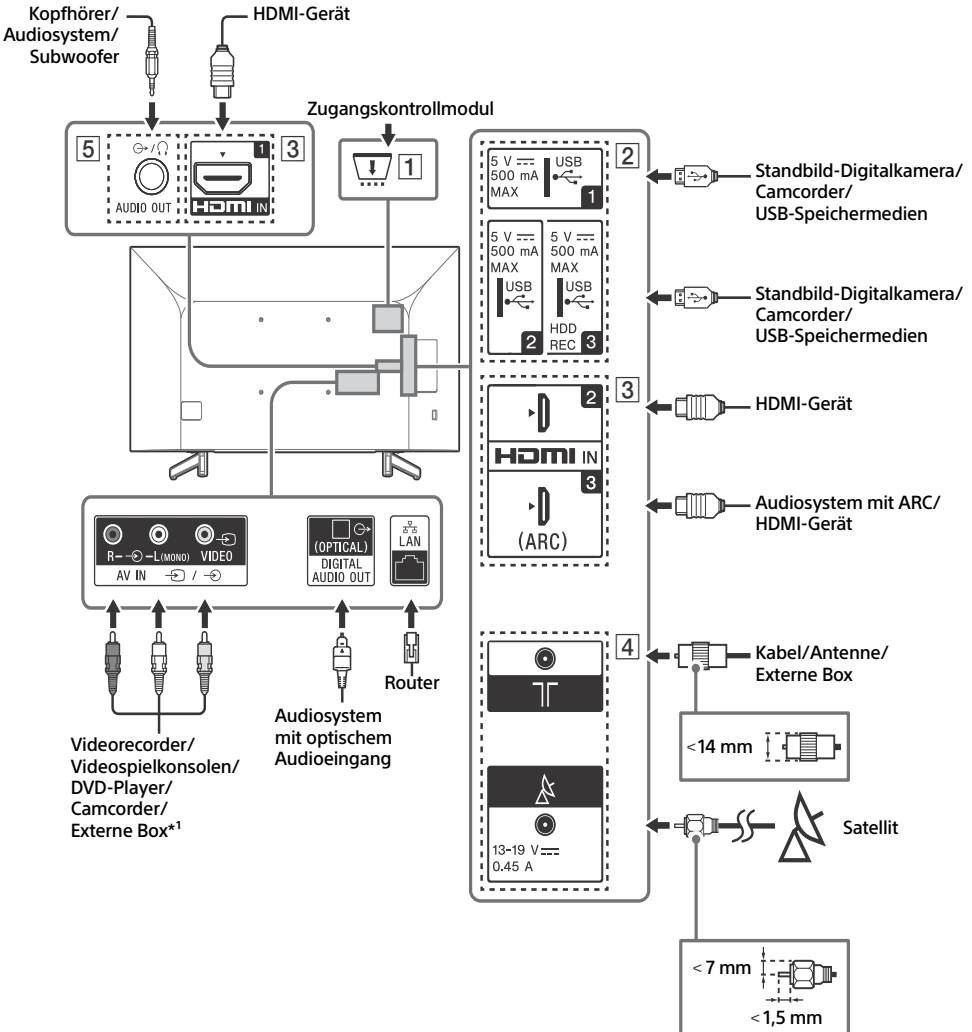 Kopfhörer/
Audiosystem/
Subwoofer
HDMI-Gerät
Zugangskontrollmodul
5
AUDIO OUT
1
HDMI IN
3
1
5 V
500 mA
MAX
USB
1
2
Standbild-Digitalkamera/
Camcorder/
USB-Speichermedien
5 V
500 mA
MAX
USB
2
5 V
500 mA
MAX
USB
HDD
REC 3
Standbild-Digitalkamera/
Camcorder/
USB-Speichermedien
2
HDMI IN
3
(ARC)
3
HDMI-Gerät
Audiosystem mit ARC/
HDMI-Gerät
R- -L(MONO) VIDEO
AV IN /
(OPTICAL)
DIGITAL
AUDIO OUT
LAN
Videorecorder/
Videospielkonsolen/
DVD-Player/
Camcorder/
Externe Box*1
Audiosystem
mit optischem
Audioeingang
Router
4
Kabel/Antenne/
Externe Box
<14 mm
13-19 V
0.45 A
Satellit
<7 mm
<1,5 mm